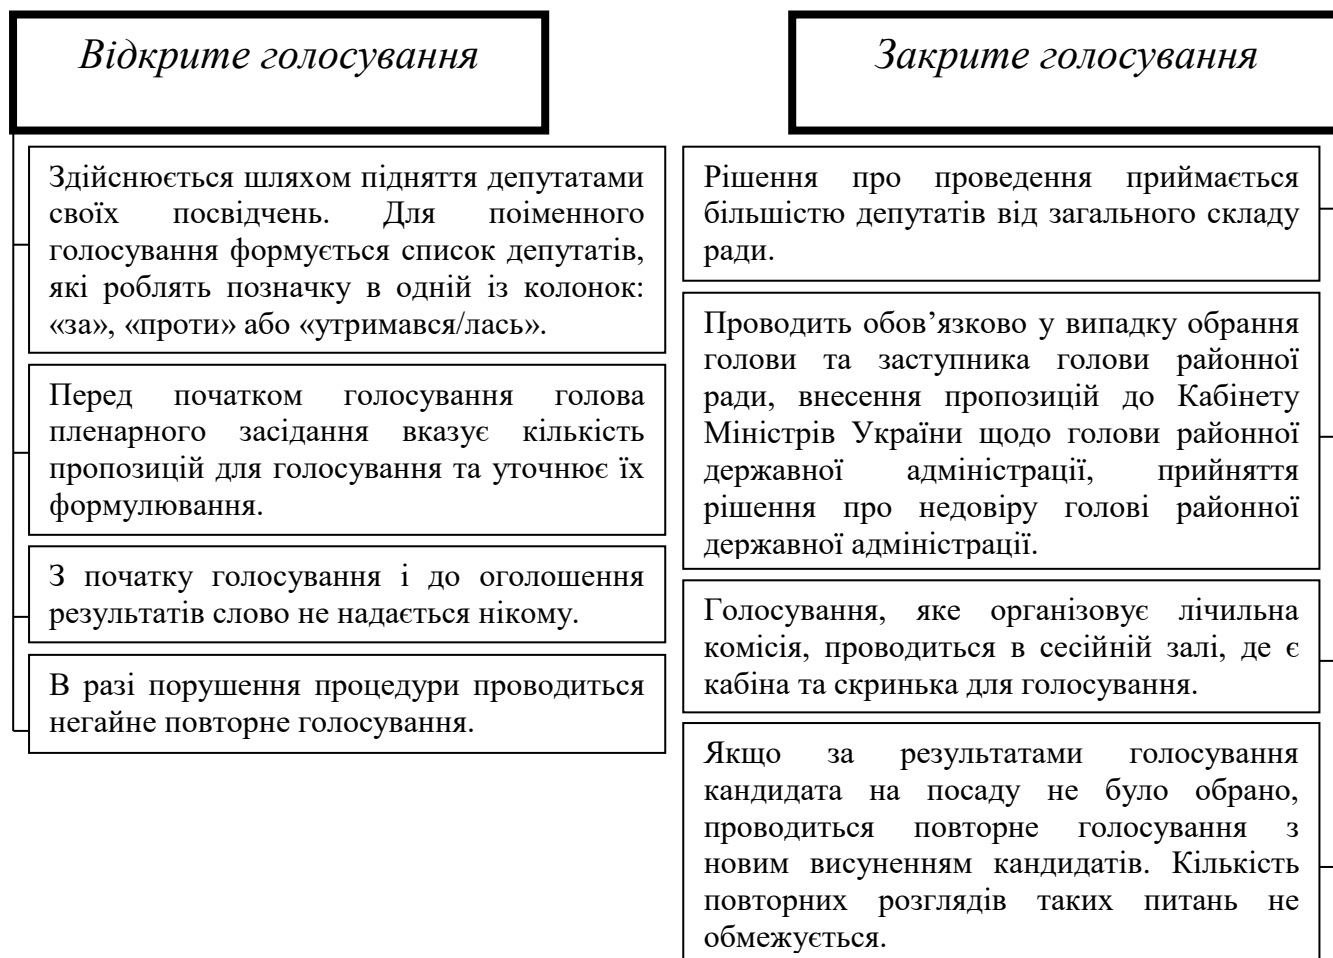 Відкрите голосування
Здійснюється шляхом підняття депутатами
своїх посвідчень. Для поіменного
голосування формується список депутатів,
які роблять позначку в одній із колонок:
«за», «проти» або «утримався/лась».
Перед початком голосування голова
пленарного засідання вказує кількість
пропозицій для голосування та уточнює їх
формулювання.
З початку голосування і до оголошення
результатів слово не надається нікому.
В разі порушення процедури проводиться
негайне повторне голосування.
Закрите голосування
Рішення про проведення приймається
більшістю депутатів від загального складу
ради.
Проводить обов’язково у випадку обрання
голови та заступника голови районної
ради, внесення пропозицій до Кабінету
Міністрів України щодо голови районної
державної адміністрації, прийняття
рішення про недовіру голові районної
державної адміністрації.
Голосування, яке організовує лічильна
комісія, проводиться в сесійній залі, де є
кабіна та скринька для голосування.
Якщо за результатами голосування
кандидата на посаду не було обрано,
проводиться повторне голосування з
новим висуненням кандидатів. Кількість
повторних розглядів таких питань не
обмежується.